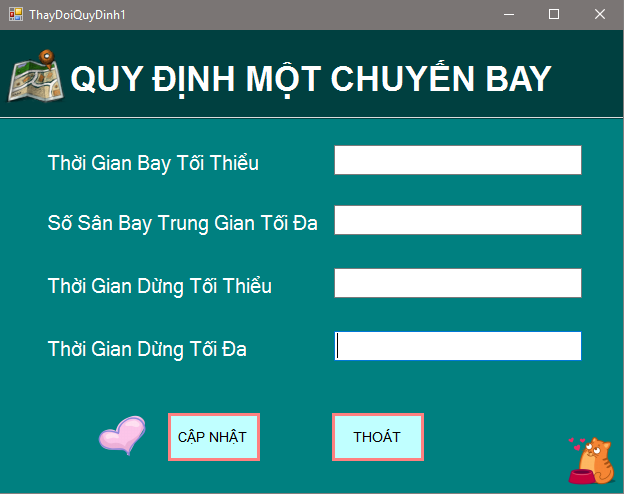 ThayDoiQuyDinh1
QUY ĐỊNH MỘT CHUYẾN BAY
Thời Gian Bay Tối Thiểu
Số Sân Bay Trung Gian Tối Đa
Thời Gian Dừng Tối Thiểu
Thời Gian Dừng Tối Đa
CẬP NHẬT
THOÁT